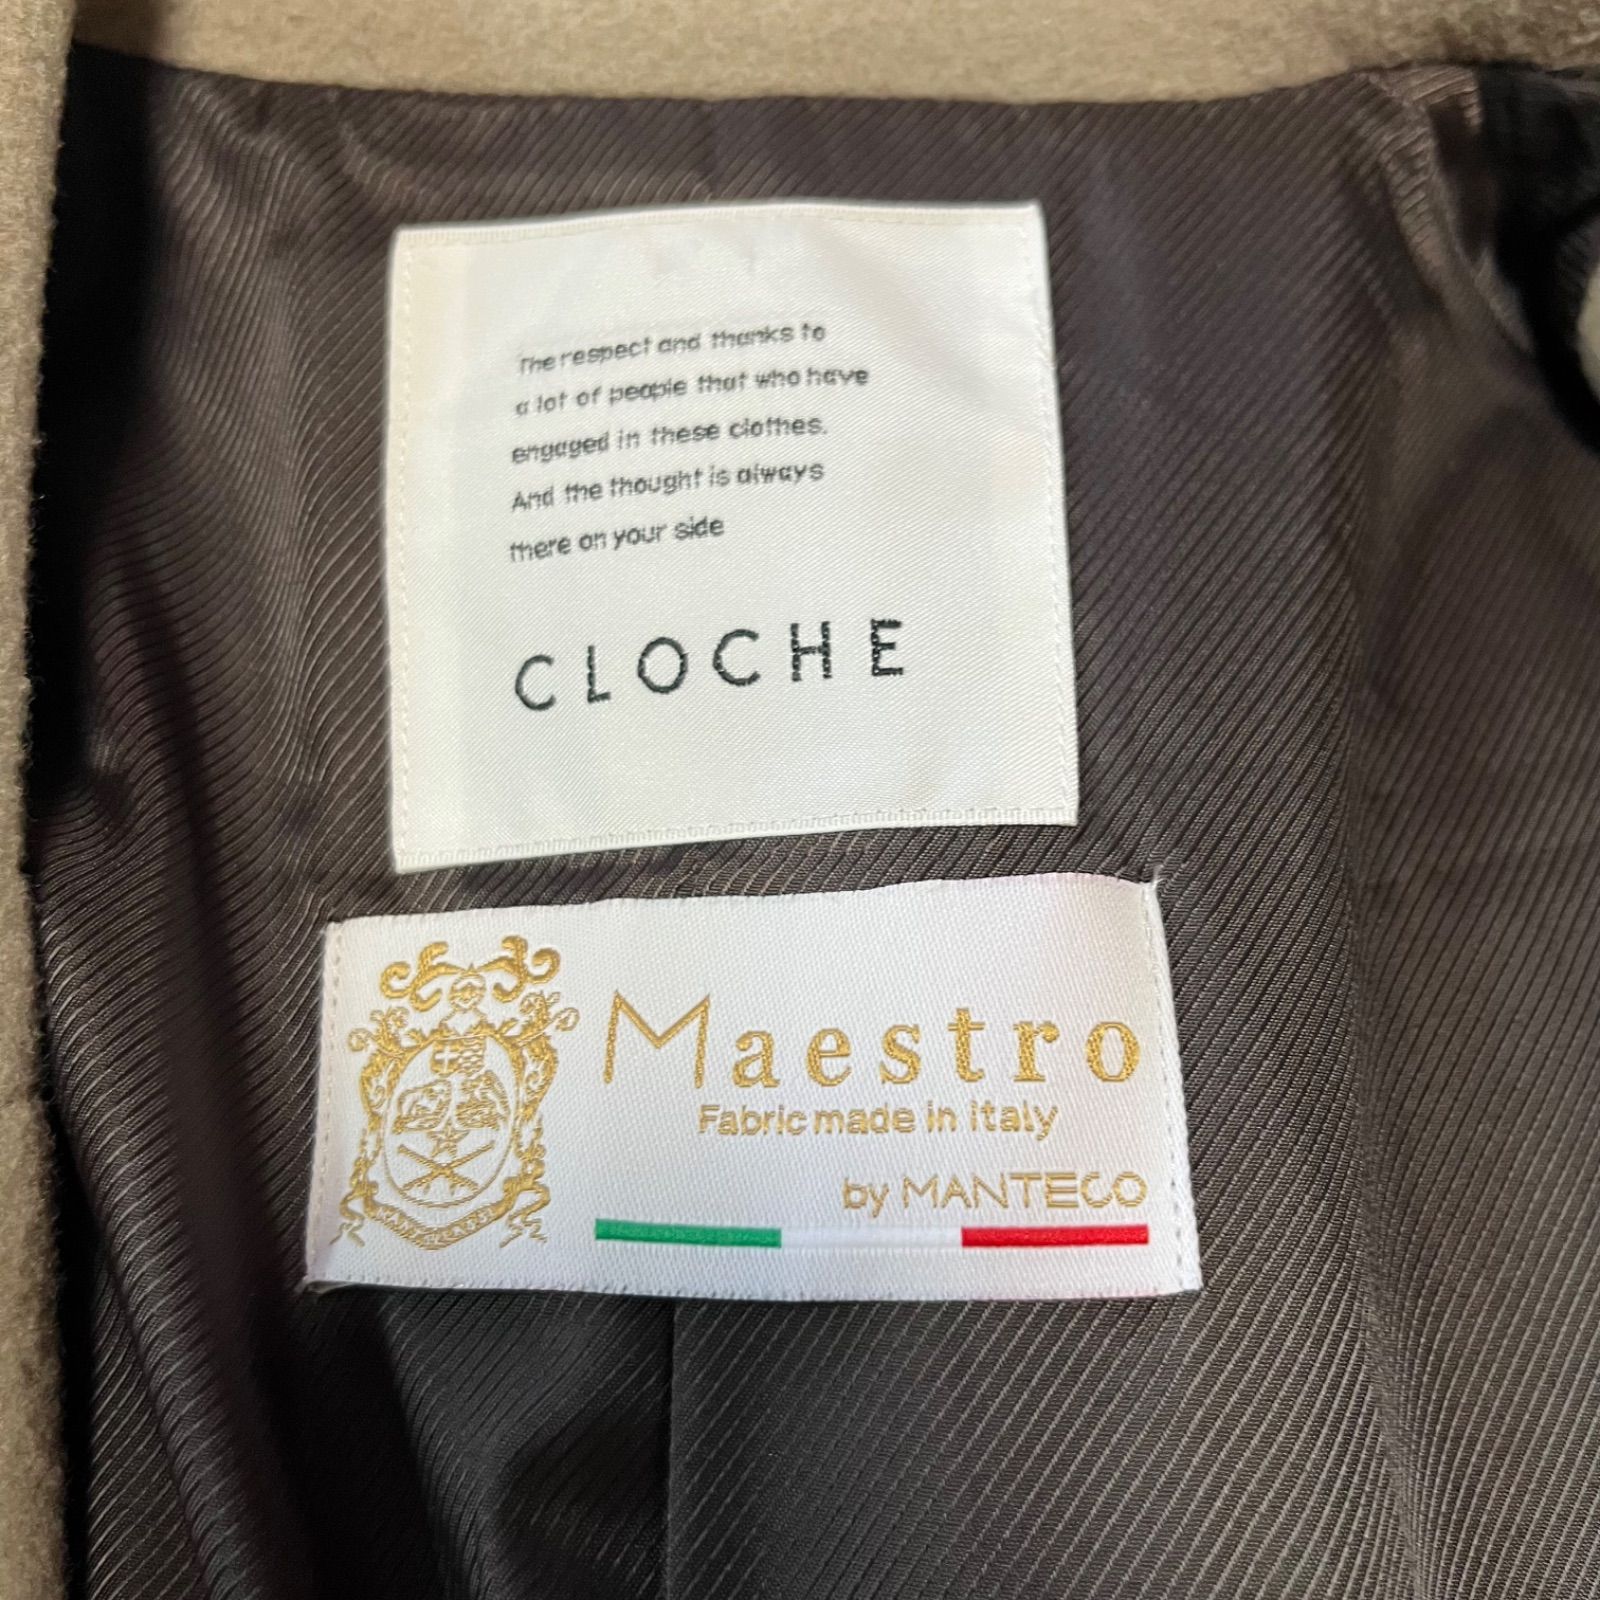 The respect and thanks to
a lot of people that who have
engaged in these clothes.
And the thought is always
there on your side
CLOCHE
Maestro
Fabric made in italy
by MANTECO